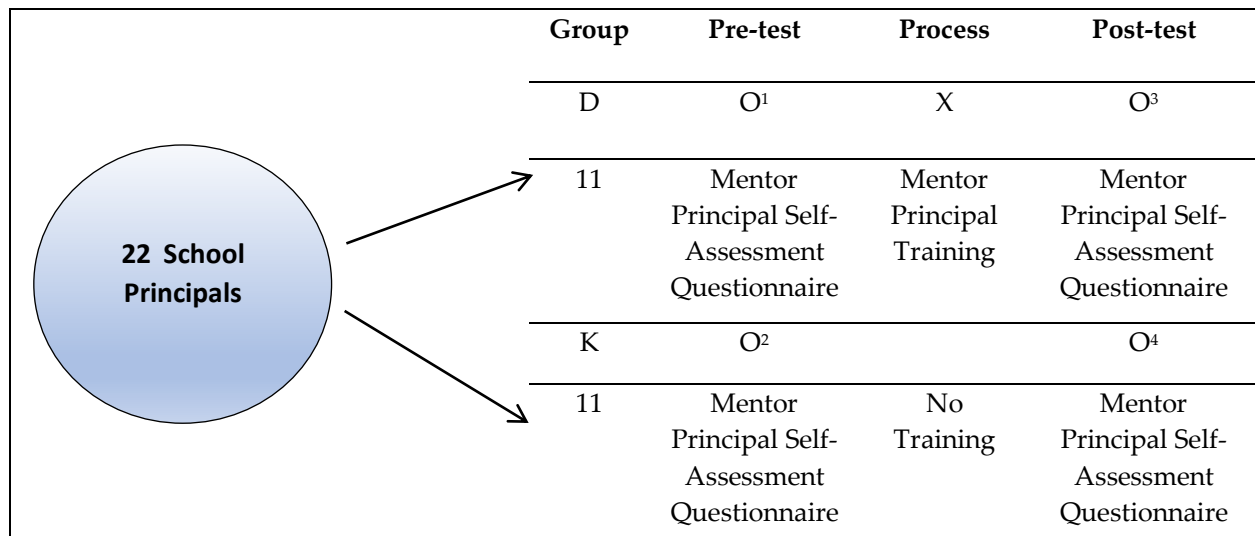 Group Pre-test Process Post-test
D O¹ X O³
22 School
Principals
11 Mentor Mentor Mentor
Principal Self- Principal Principal Self-
Assessment Training Assessment
Questionnaire Questionnaire
K O² O⁴
11 Mentor No Mentor
Principal Self- Training Principal Self-
Assessment Assessment
Questionnaire Questionnaire